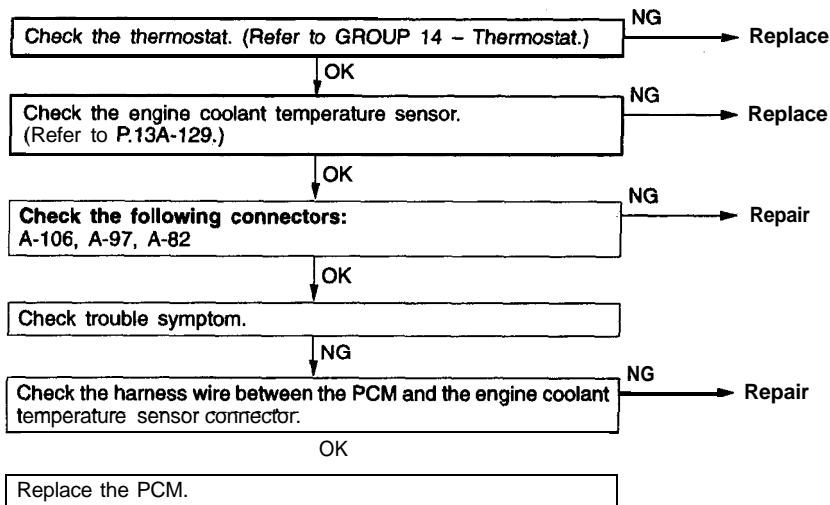 NG
Check the thermostat. (Refer to GROUP 14 – Thermostat.)
Replace
OK
NG
Check the engine coolant temperature sensor.
Replace
(Refer to P.13A-129.)
OK
NG
Check the following connectors:
Repair
A-106, A-97, A-82
OK
Check trouble symptom.
NG
NG
Check the harness wire between the PCM and the engine coolant
Repair
temperature sensor connector.
OK
Replace the PCM.